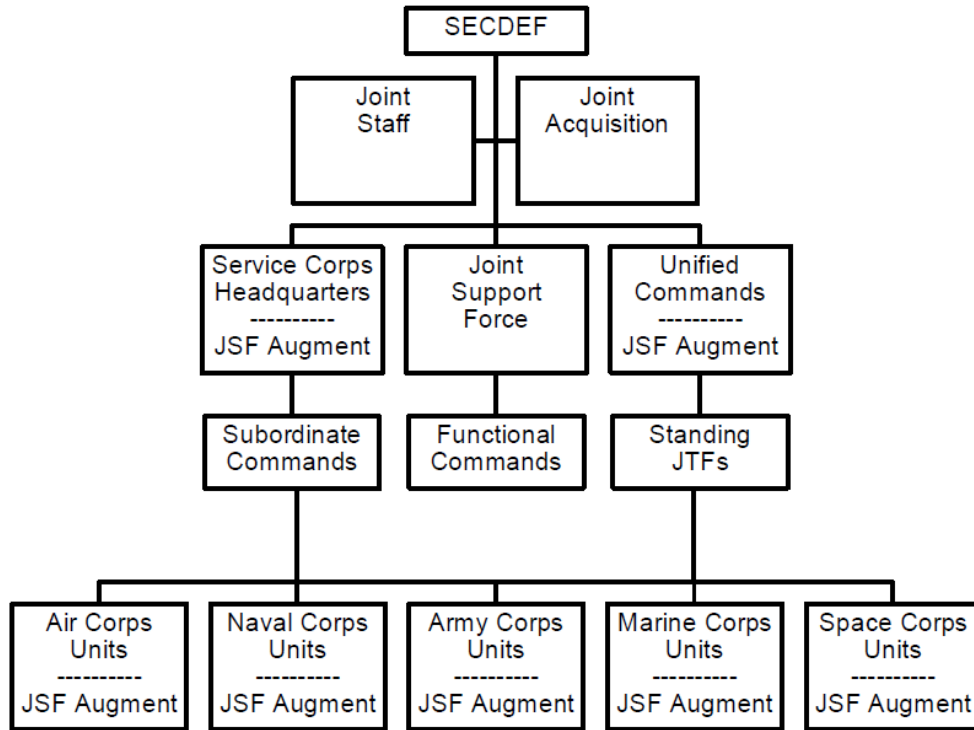 SECDEF
Joint
Staff
Joint
Acquisition
Service Corps
Headquarters
----------
JSF Augment
Joint
Support
Force
Unified
Commands
----------
JSF Augment
Subordinate
Commands
Functional
Commands
Standing
JTFs
Air Corps
Units
----------
JSF Augment
Naval Corps
Units
----------
JSF Augment
Army Corps
Units
----------
JSF Augment
Marine Corps
Units
----------
JSF Augment
Space Corps
Units
----------
JSF Augment